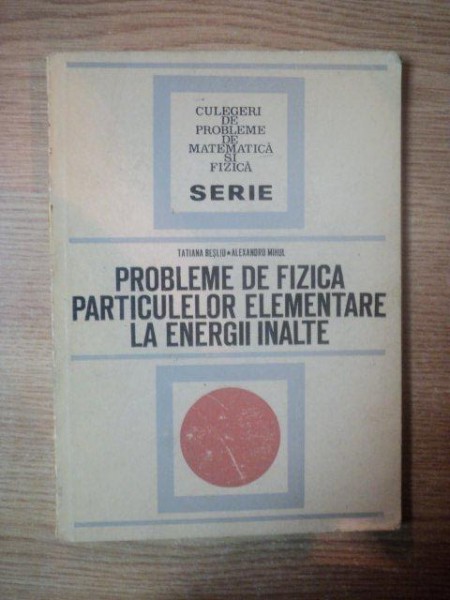 CULEGERI
DE
PROBLEME
DE
MATEMATICĂ
ȘI
FIZICĂ
SERIE
TATIANA BEȘLIU • ALEXANDRU MIHUL
PROBLEME DE FIZICA
PARTICULELOR ELEMENTARE
LA ENERGII INALTE